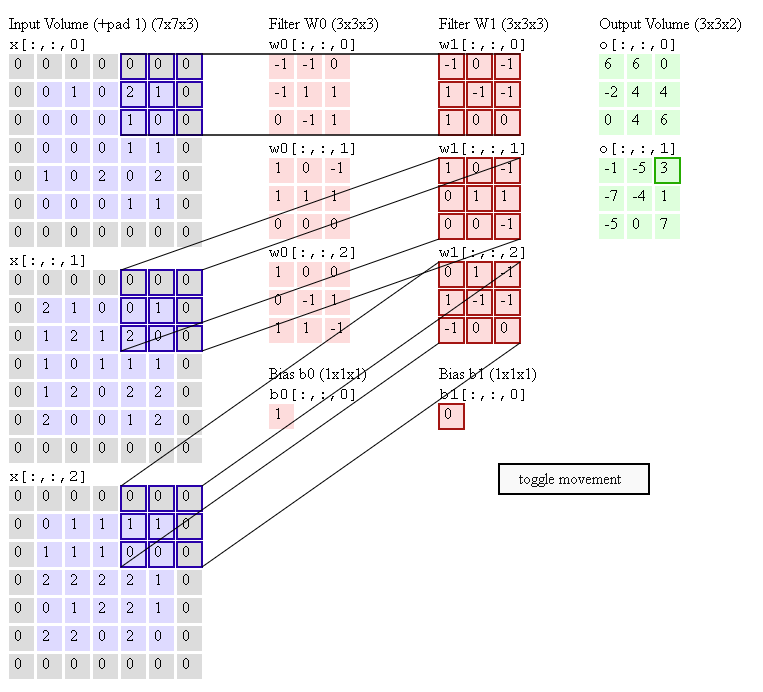 Input Volume (+pad 1) (7x7x3)
x[:,:,0]
0 0 0 0 0 0 0
0 0 1 0 2 1 0
0 0 0 0 1 0 0
0 0 0 0 1 1 0
0 1 0 2 0 2 0
0 0 0 0 1 1 0
0 0 0 0 0 0 0
x[:,:,1]
0 0 0 0 0 0 0
0 2 1 0 0 1 0
0 1 2 1 2 0 0
0 1 0 1 1 1 0
0 1 2 0 2 2 0
0 2 0 0 1 2 0
0 0 0 0 0 0 0
x[:,:,2]
0 0 0 0 0 0 0
0 0 1 1 1 1 0
0 1 1 1 0 0 0
0 2 2 2 2 1 0
0 0 1 2 2 1 0
0 2 2 0 2 0 0
0 0 0 0 0 0 0
Filter W0 (3x3x3)
w0[:,:,0]
-1 -1 0
-1 1 1
0 -1 1
w0[:,:,1]
1 0 -1
1 1 1
0 0 0
w0[:,:,2]
1 0 0
0 -1 1
1 1 -1
Bias b0 (1x1x1)
b0[:,:,0]
1
Filter W1 (3x3x3)
w1[:,:,0]
-1 0 -1
1 -1 -1
1 0 0
w1[:,:,1]
1 0 -1
0 1 1
0 0 -1
w1[:,:,2]
0 1 -1
1 -1 -1
-1 0 0
Bias b1 (1x1x1)
b1[:,:,0]
0
Output Volume (3x3x2)
o[:,:,0]
6 6 0
-2 4 4
0 4 6
o[:,:,1]
-1 -5 3
-7 -4 1
-5 0 7
toggle movement